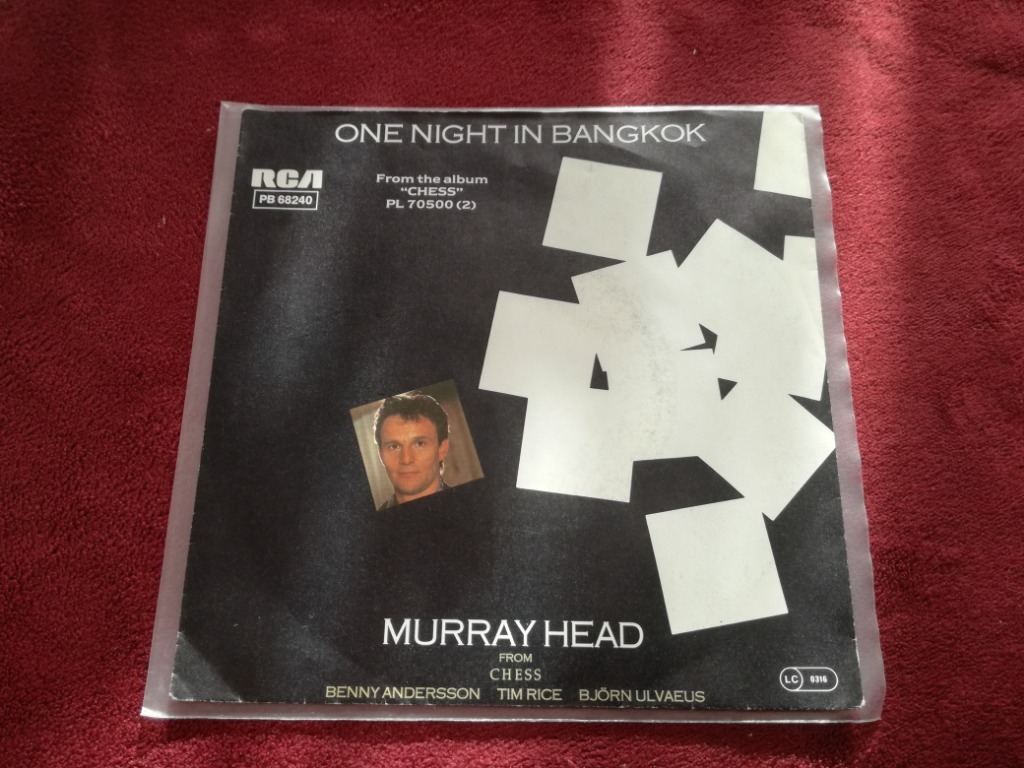 ONE NIGHT IN BANGKOK
RCA
PB 68240
From the album
“CHESS”
PL 70500 (2)
MURRAY HEAD
FROM
CHESS
BENNY ANDERSSON TIM RICE BJÖRN ULVAEUS
LC 0316